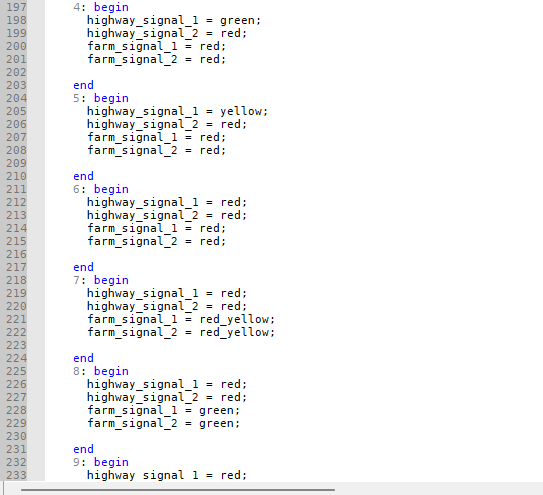 197 4: begin
198 highway_signal_1 = green;
199 highway_signal_2 = red;
200 farm_signal_1 = red;
201 farm_signal_2 = red;
202
203 end
204 5: begin
205 highway_signal_1 = yellow;
206 highway_signal_2 = red;
207 farm_signal_1 = red;
208 farm_signal_2 = red;
209
210 end
211 6: begin
212 highway_signal_1 = red;
213 highway_signal_2 = red;
214 farm_signal_1 = red;
215 farm_signal_2 = red;
216
217 end
218 7: begin
219 highway_signal_1 = red;
220 highway_signal_2 = red;
221 farm_signal_1 = red_yellow;
222 farm_signal_2 = red_yellow;
223
224 end
225 8: begin
226 highway_signal_1 = red;
227 highway_signal_2 = red;
228 farm_signal_1 = green;
229 farm_signal_2 = green;
230
231 end
232 9: begin
233 highway_signal_1 = red;